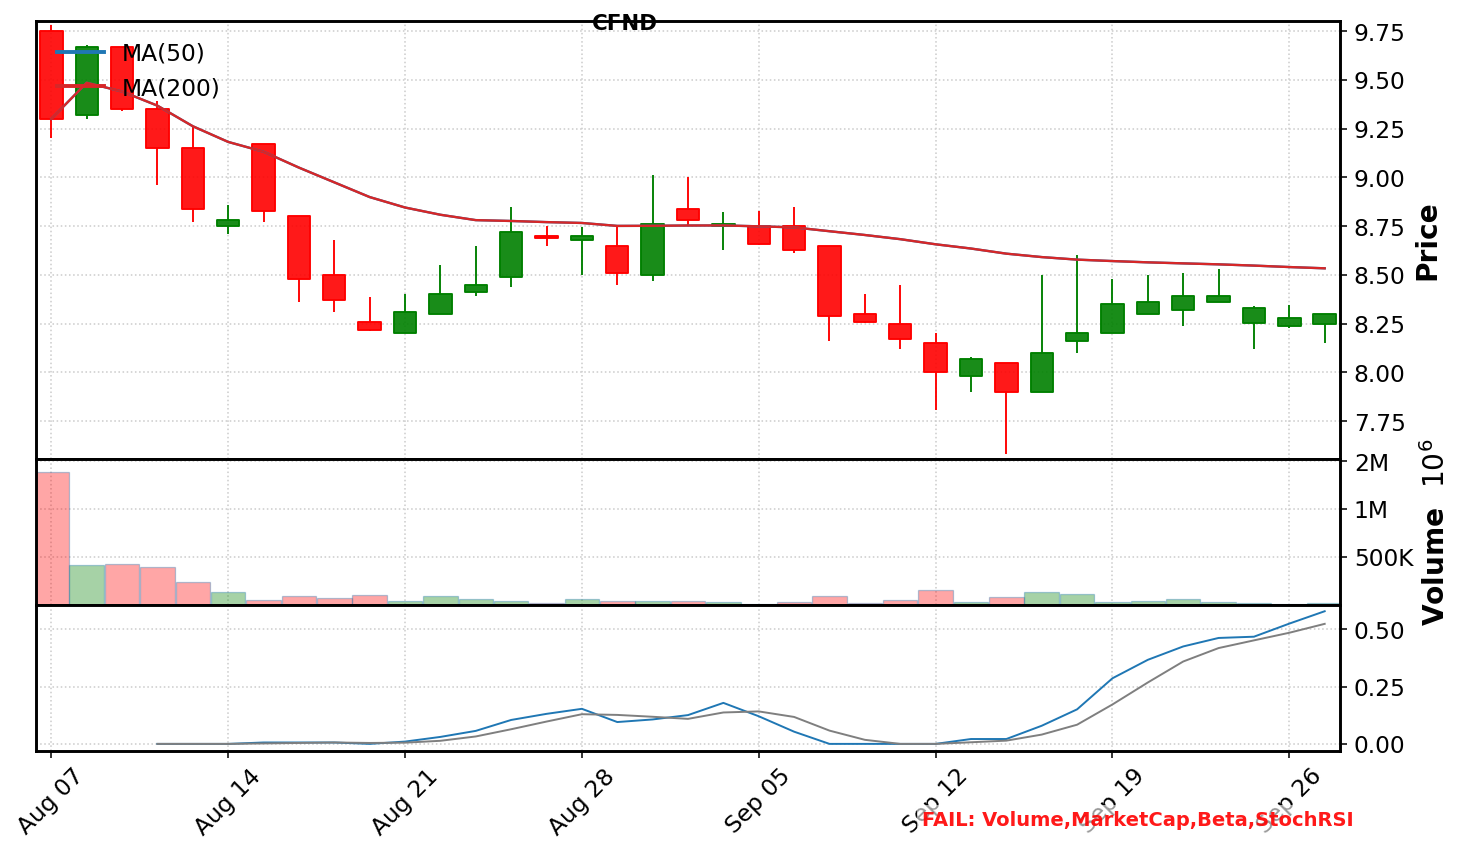 CFND
MA(50)
MA(200)
9.75
9.50
9.25
9.00
8.75
8.50
8.25
8.00
7.75
Price
2M
1M
500K
Volume 10⁶
0.50
0.25
0.00
Aug 07
Aug 14
Aug 21
Aug 28
Sep 05
Sep 12
Sep 19
Sep 26
FAIL: Volume,MarketCap,Beta,StochRSI